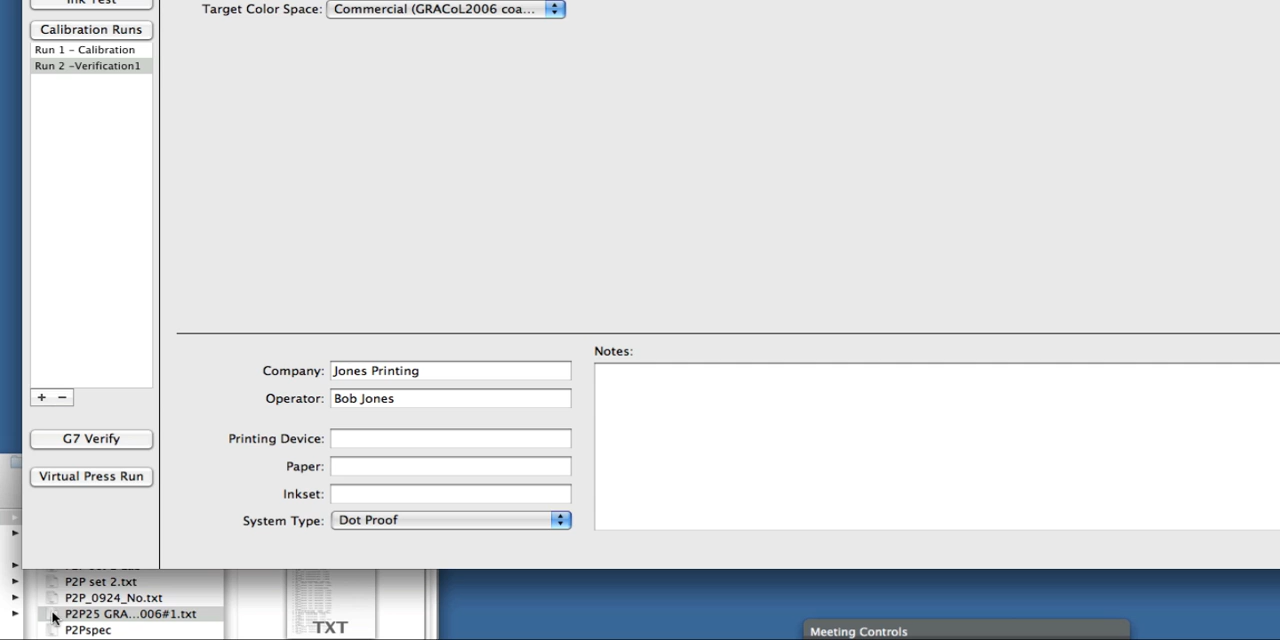 Ink Test
Target Color Space: Commercial (GRACoL2006 coa...
Calibration Runs
Run 1 - Calibration
Run 2 -Verification1
+ −
G7 Verify
Virtual Press Run
Notes:
Company: Jones Printing
Operator: Bob Jones
Printing Device:
Paper:
Inkset:
System Type: Dot Proof
P2P set 2.txt
P2P_0924_No.txt
P2P25 GRA...006#1.txt
P2Pspec
TXT
Meeting Controls